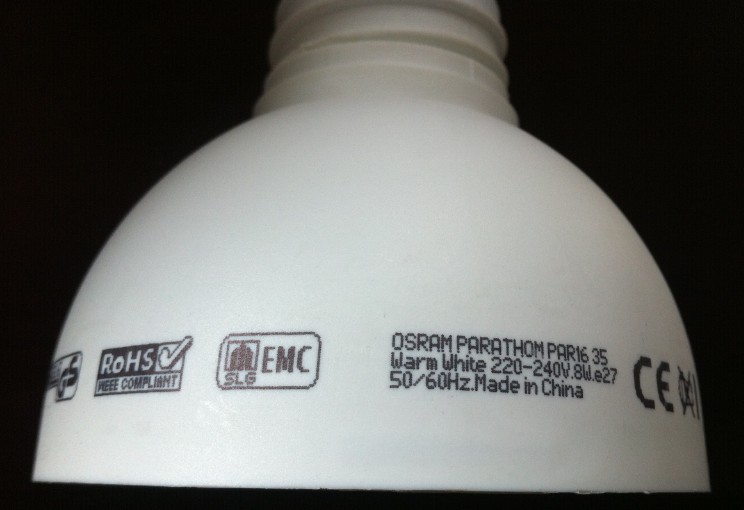 GS
RoHS
WEEE COMPLIANT
SLG
EMC
OSRAM PARATHOM PAR16 35
Warm White 220-240V.8W.e27
50/60Hz.Made in China
CE